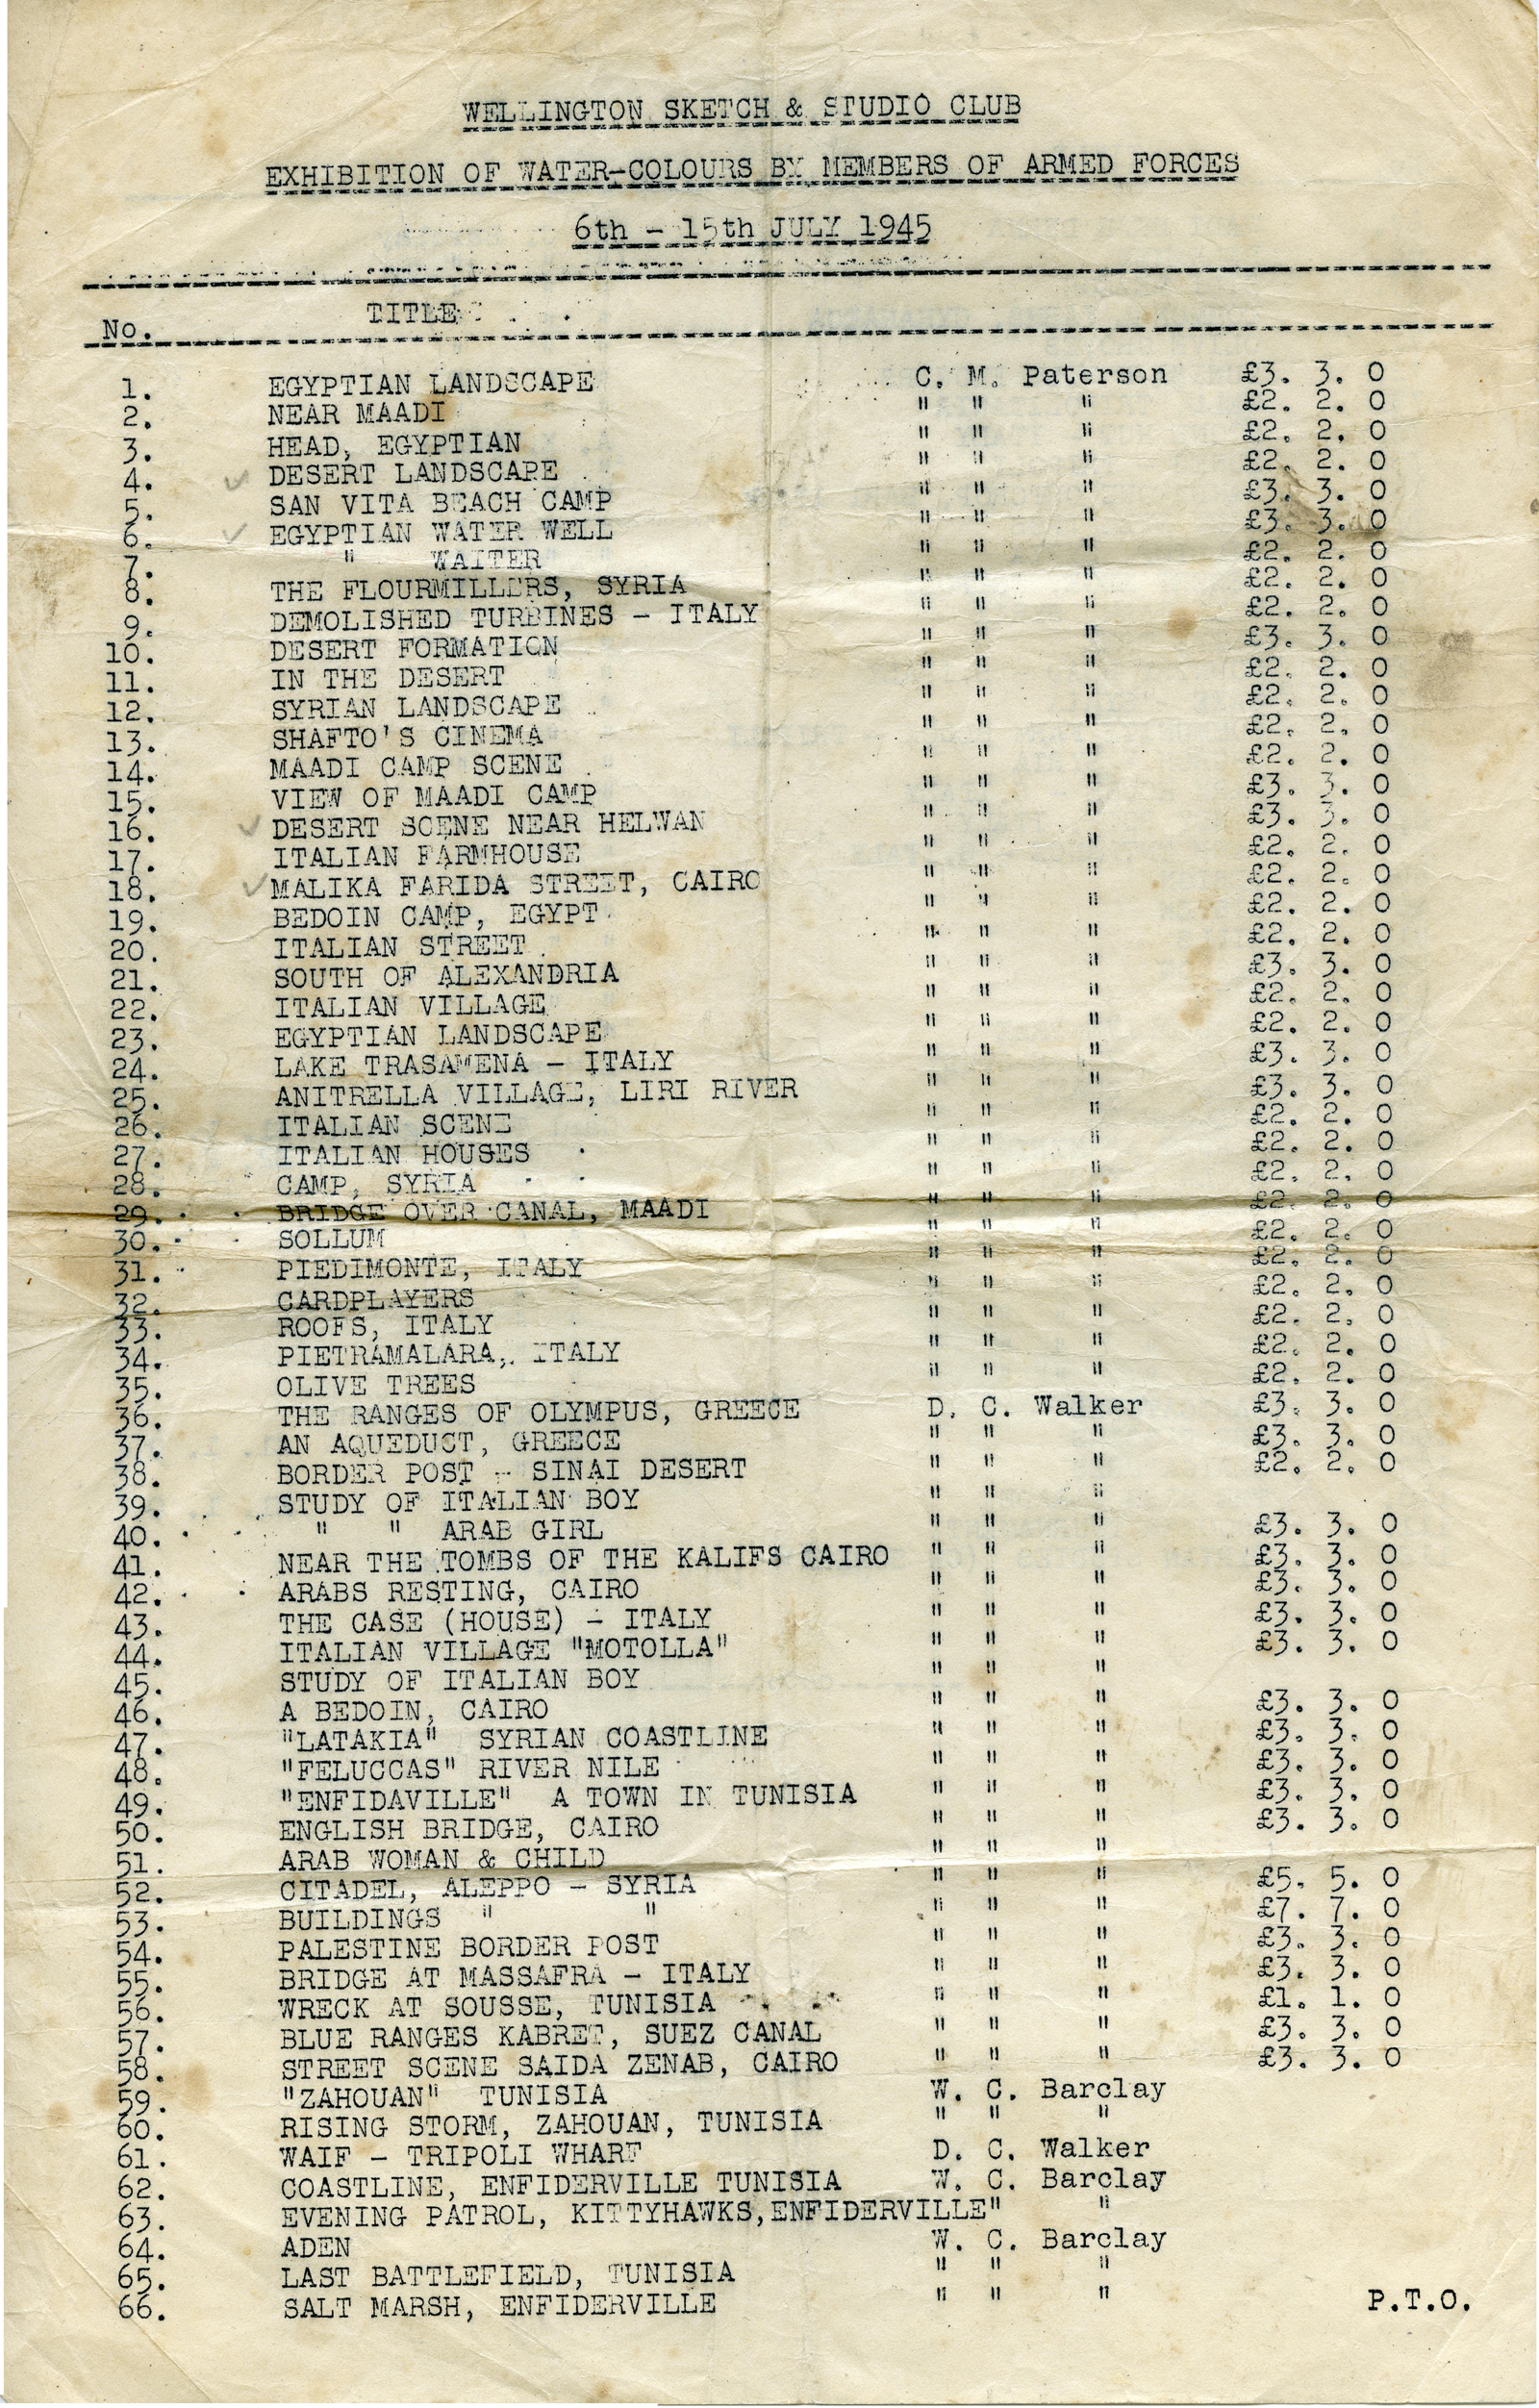 WELLINGTON SKETCH & STUDIO CLUB
EXHIBITION OF WATER-COLOURS BY MEMBERS OF ARMED FORCES
6th - 15th JULY 1945
No. TITLE
1. EGYPTIAN LANDSCAPE C. M. Paterson £3. 3. 0
2. NEAR MAADI " " " £2. 2. 0
3. HEAD, EGYPTIAN " " " £2. 2. 0
4. ✓ DESERT LANDSCAPE " " " £2. 2. 0
5. SAN VITA BEACH CAMP " " " £3. 3. 0
6. ✓ EGYPTIAN WATER WELL " " " £3. 3. 0
7. " WAITER " " " £2. 2. 0
8. THE FLOURMILLERS, SYRIA " " " £2. 2. 0
9. DEMOLISHED TURBINES - ITALY " " " £2. 2. 0
10. DESERT FORMATION " " " £3. 3. 0
11. IN THE DESERT " " " £2. 2. 0
12. SYRIAN LANDSCAPE " " " £2. 2. 0
13. SHAFTO'S CINEMA " " " £2. 2. 0
14. MAADI CAMP SCENE " " " £2. 2. 0
15. VIEW OF MAADI CAMP " " " £3. 3. 0
16. ✓ DESERT SCENE NEAR HELWAN " " " £3. 3. 0
17. ITALIAN FARMHOUSE " " " £2. 2. 0
18. ✓ MALIKA FARIDA STREET, CAIRO " " " £2. 2. 0
19. BEDOIN CAMP, EGYPT " " " £2. 2. 0
20. ITALIAN STREET " " " £2. 2. 0
21. SOUTH OF ALEXANDRIA " " " £3. 3. 0
22. ITALIAN VILLAGE " " " £2. 2. 0
23. EGYPTIAN LANDSCAPE " " " £2. 2. 0
24. LAKE TRASAMENA - ITALY " " " £3. 3. 0
25. ANITRELLA VILLAGE, LIRI RIVER " " " £3. 3. 0
26. ITALIAN SCENE " " " £2. 2. 0
27. ITALIAN HOUSES " " " £2. 2. 0
28. CAMP, SYRIA " " " £2. 2. 0
29. BRIDGE OVER CANAL, MAADI " " " £2. 2. 0
30. SOLLUM " " " £2. 2. 0
31. PIEDIMONTE, ITALY " " " £2. 2. 0
32. CARDPLAYERS " " " £2. 2. 0
33. ROOFS, ITALY " " " £2. 2. 0
34. PIETRAMALARA, ITALY " " " £2. 2. 0
35. OLIVE TREES " " " £2. 2. 0
36. THE RANGES OF OLYMPUS, GREECE D. C. Walker £3. 3. 0
37. AN AQUEDUCT, GREECE " " " £3. 3. 0
38. BORDER POST - SINAI DESERT " " " £2. 2. 0
39. STUDY OF ITALIAN BOY " " "
40. " " ARAB GIRL " " " £3. 3. 0
41. NEAR THE TOMBS OF THE KALIFS CAIRO " " " £3. 3. 0
42. ARABS RESTING, CAIRO " " " £3. 3. 0
43. THE CASE (HOUSE) - ITALY " " " £3. 3. 0
44. ITALIAN VILLAGE "MOTOLLA" " " " £3. 3. 0
45. STUDY OF ITALIAN BOY " " "
46. A BEDOIN, CAIRO " " " £3. 3. 0
47. "LATAKIA" SYRIAN COASTLINE " " " £3. 3. 0
48. "FELUCCAS" RIVER NILE " " " £3. 3. 0
49. "ENFIDAVILLE" A TOWN IN TUNISIA " " " £3. 3. 0
50. ENGLISH BRIDGE, CAIRO " " " £3. 3. 0
51. ARAB WOMAN & CHILD " " "
52. CITADEL, ALEPPO - SYRIA " " " £5. 5. 0
53. BUILDINGS " " " " " £7. 7. 0
54. PALESTINE BORDER POST " " " £3. 3. 0
55. BRIDGE AT MASSAFRA - ITALY " " " £3. 3. 0
56. WRECK AT SOUSSE, TUNISIA " " " £1. 1. 0
57. BLUE RANGES KABRET, SUEZ CANAL " " " £3. 3. 0
58. STREET SCENE SAIDA ZENAB, CAIRO " " " £3. 3. 0
59. "ZAHOUAN" TUNISIA W. C. Barclay
60. RISING STORM, ZAHOUAN, TUNISIA " " "
61. WAIF - TRIPOLI WHARF D. C. Walker
62. COASTLINE, ENFIDERVILLE TUNISIA W. C. Barclay
63. EVENING PATROL, KITTYHAWKS,ENFIDERVILLE" "
64. ADEN W. C. Barclay
65. LAST BATTLEFIELD, TUNISIA " " "
66. SALT MARSH, ENFIDERVILLE " " " P.T.O.